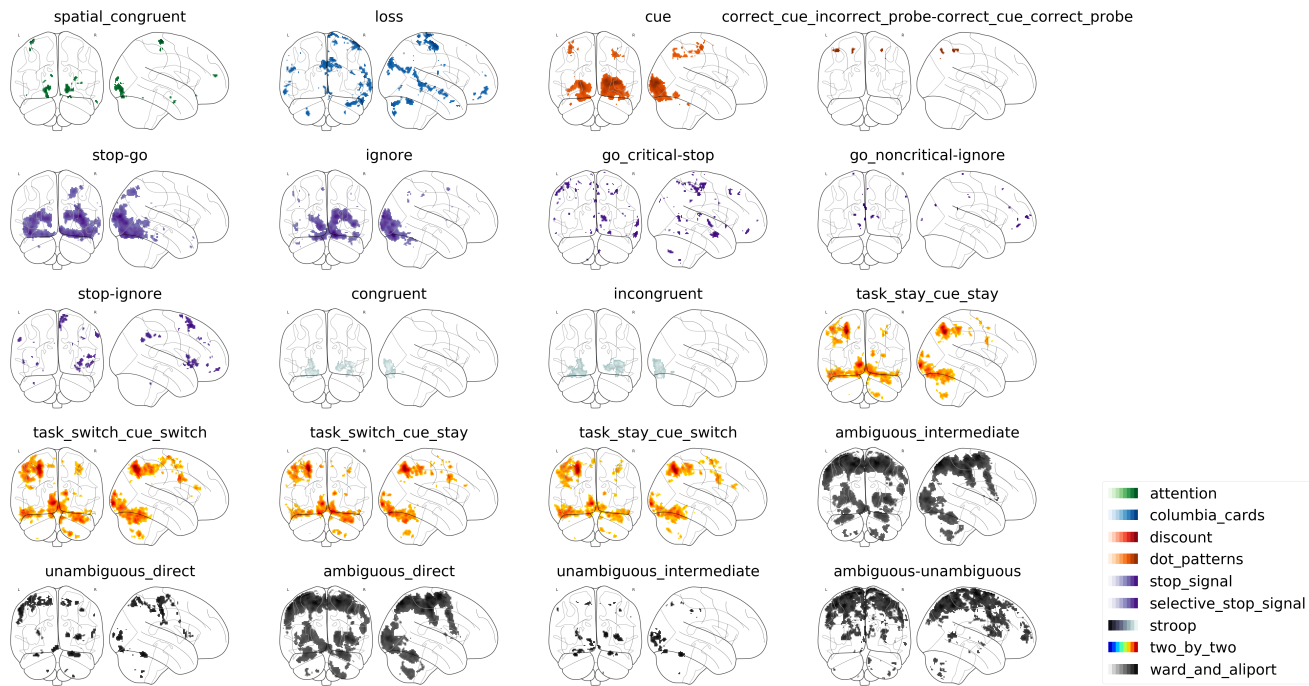 spatial_congruent
loss
cue
correct_cue_incorrect_probe-correct_cue_correct_probe
L R
L R
L R
L R
stop-go
ignore
go_critical-stop
go_noncritical-ignore
L R
L R
L R
L R
stop-ignore
congruent
incongruent
task_stay_cue_stay
L R
L R
L R
L R
task_switch_cue_switch
task_switch_cue_stay
task_stay_cue_switch
ambiguous_intermediate
L R
L R
L R
L R
unambiguous_direct
ambiguous_direct
unambiguous_intermediate
ambiguous-unambiguous
L R
L R
L R
L R
attention
columbia_cards
discount
dot_patterns
stop_signal
selective_stop_signal
stroop
two_by_two
ward_and_aliport